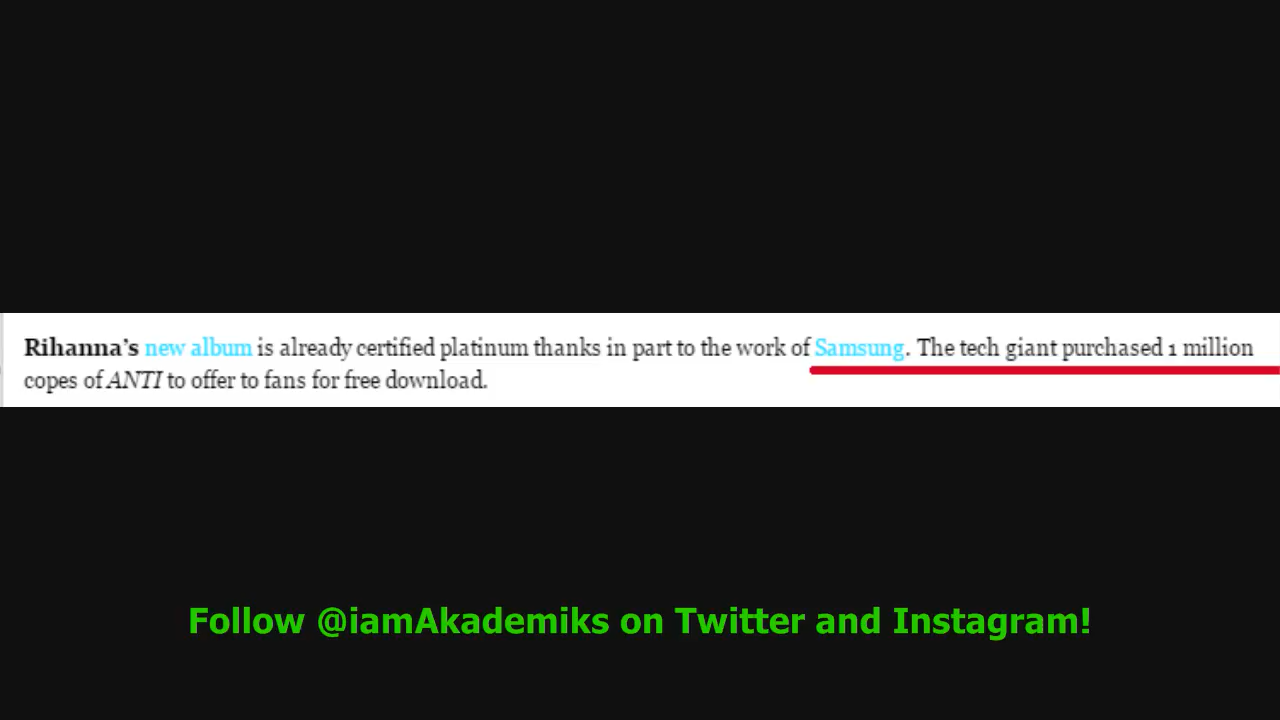 Rihanna's new album is already certified platinum thanks in part to the work of Samsung. The tech giant purchased 1 million
copes of ANTI to offer to fans for free download.
Follow @iamAkademiks on Twitter and Instagram!